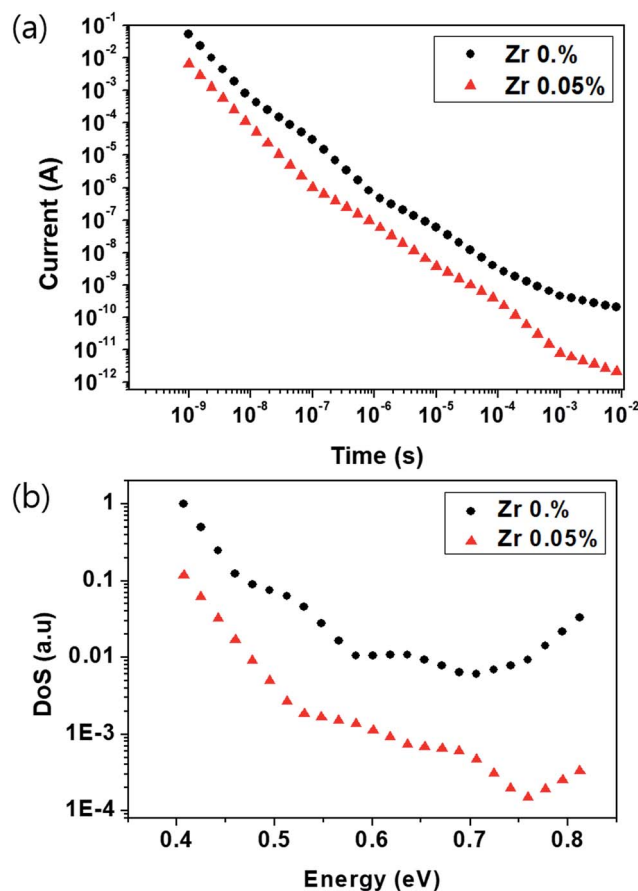 (a)
10^-1
10^-2
10^-3
10^-4
10^-5
10^-6
10^-7
10^-8
10^-9
10^-10
10^-11
10^-12
Current (A)
Zr 0.%
Zr 0.05%
10^-9 10^-8 10^-7 10^-6 10^-5 10^-4 10^-3 10^-2
Time (s)
(b)
1
0.1
0.01
1E-3
1E-4
DoS (a.u)
Zr 0.%
Zr 0.05%
0.4 0.5 0.6 0.7 0.8
Energy (eV)